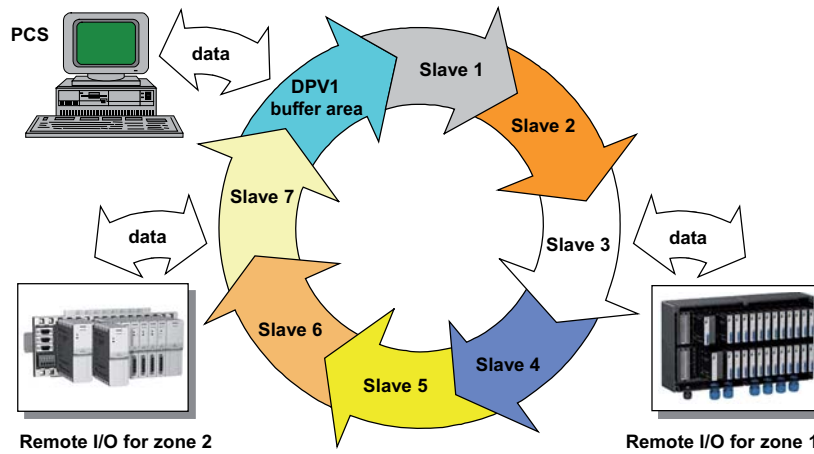 PCS
data
DPV1
buffer area
Slave 1
Slave 2
Slave 3
Slave 4
Slave 5
Slave 6
Slave 7
data
data
Remote I/O for zone 2
Remote I/O for zone 1